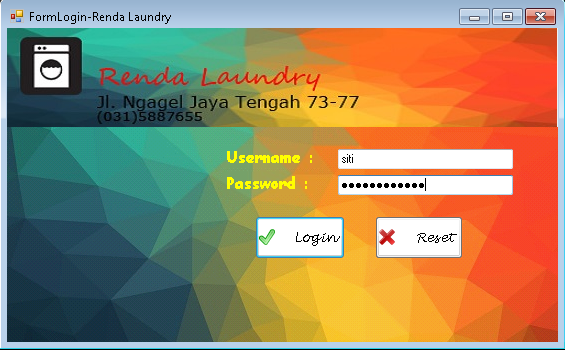 FormLogin-Renda Laundry
Renda Laundry
Jl. Ngagel Jaya Tengah 73-77
(031)5887655
Username : siti
Password : ●●●●●●●●●●●●
Login Reset